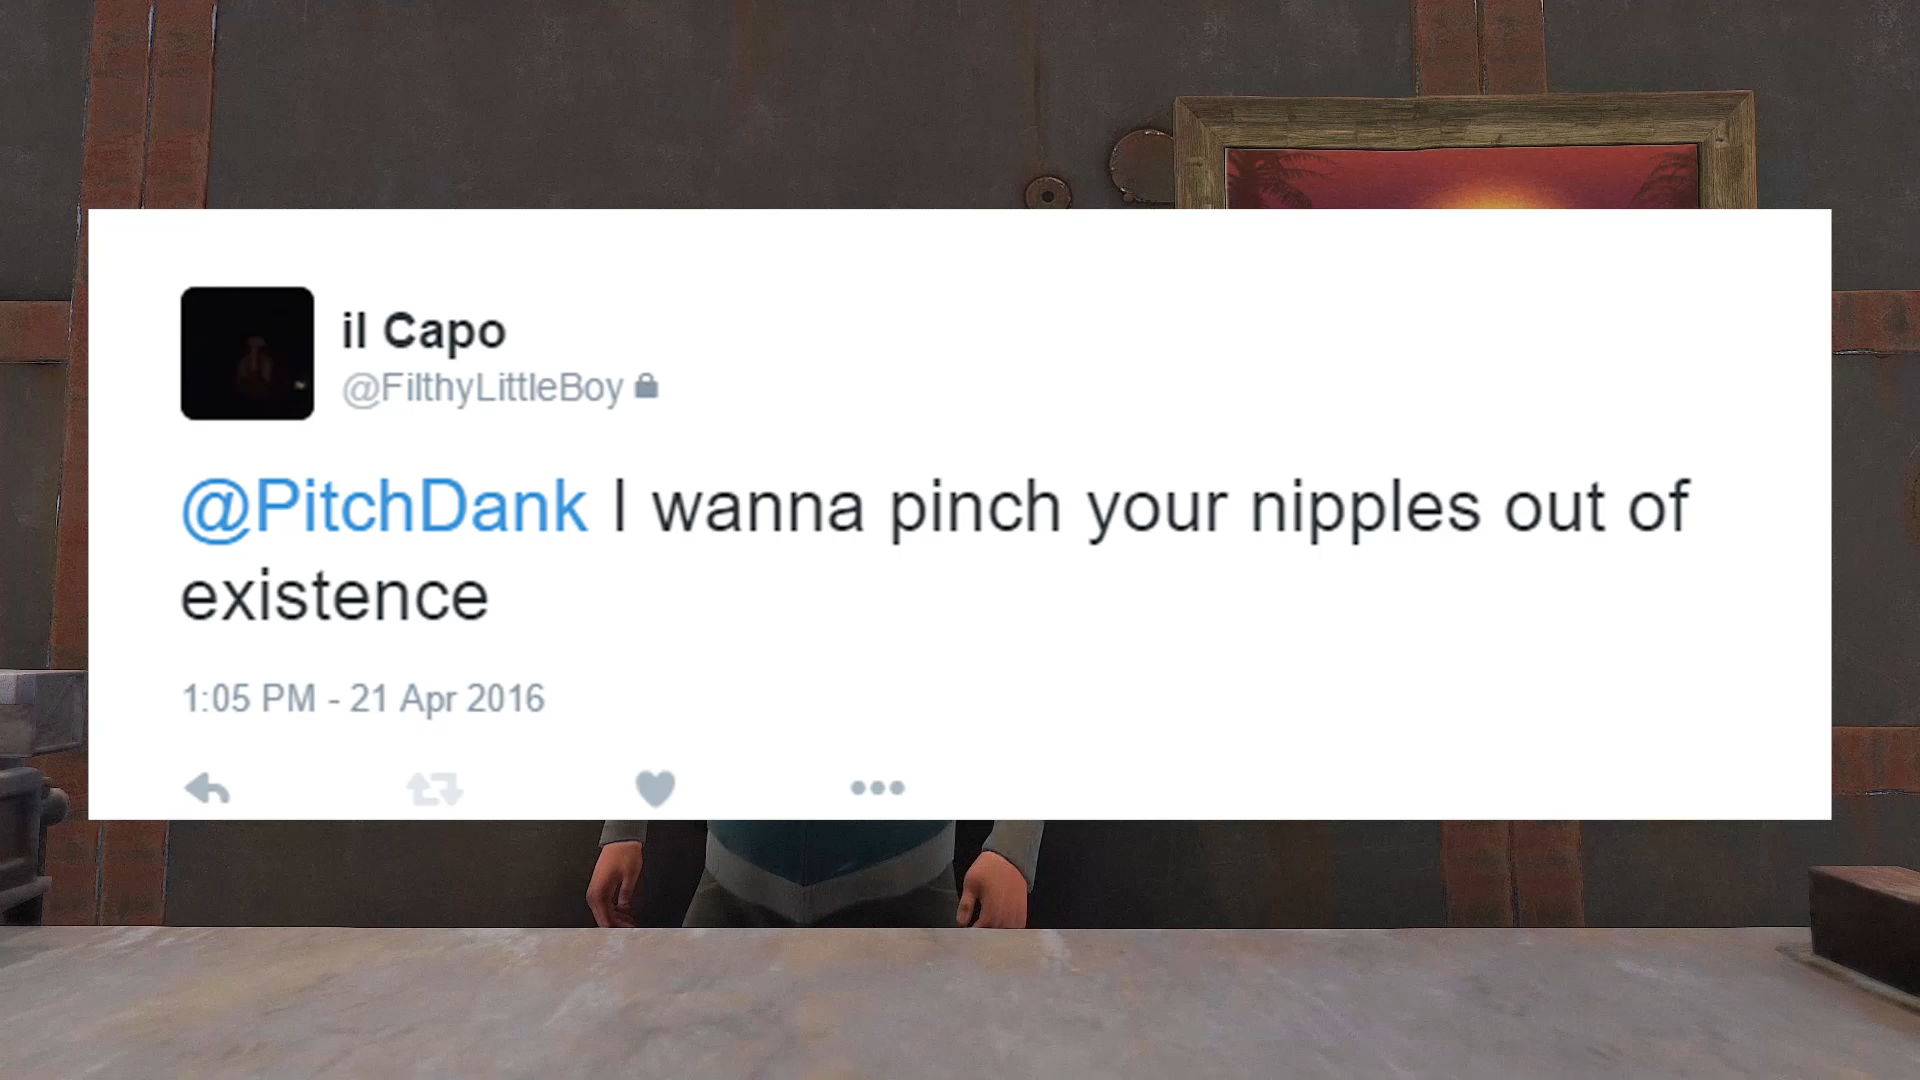 il Capo
@FilthyLittleBoy
@PitchDank I wanna pinch your nipples out of
existence
1:05 PM - 21 Apr 2016